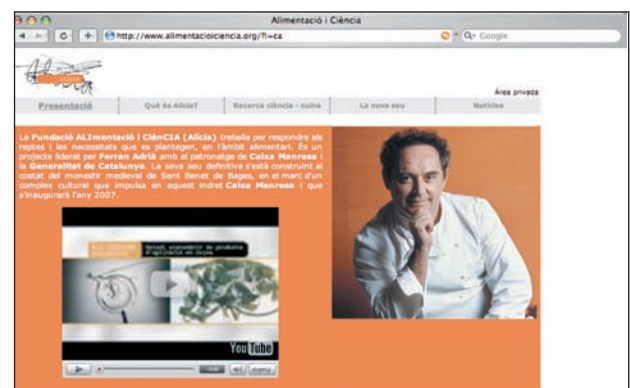 Alimentació i Ciència
http://www.alimentacioiciencia.org/?l=ca
Google
Àrea privada
Presentació
Què és Alícia?
Recerca ciència - cuina
La nova seu
Notícies
La Fundació ALImentació i CiènCIA (Alícia) treballa per respondre als
reptes i les necessitats que es plantegen, en l'àmbit alimentari. És un
projecte liderat per Ferran Adrià amb el patronatge de Caixa Manresa i
la Generalitat de Catalunya. La seva seu definitiva s'està construint al
costat del monestir medieval de Sant Benet de Bages, en el marc d'un
complex cultural que impulsa en aquest indret Caixa Manresa i que
s'inaugurarà l'any 2007.
d'aplicació en cuina
YouTube